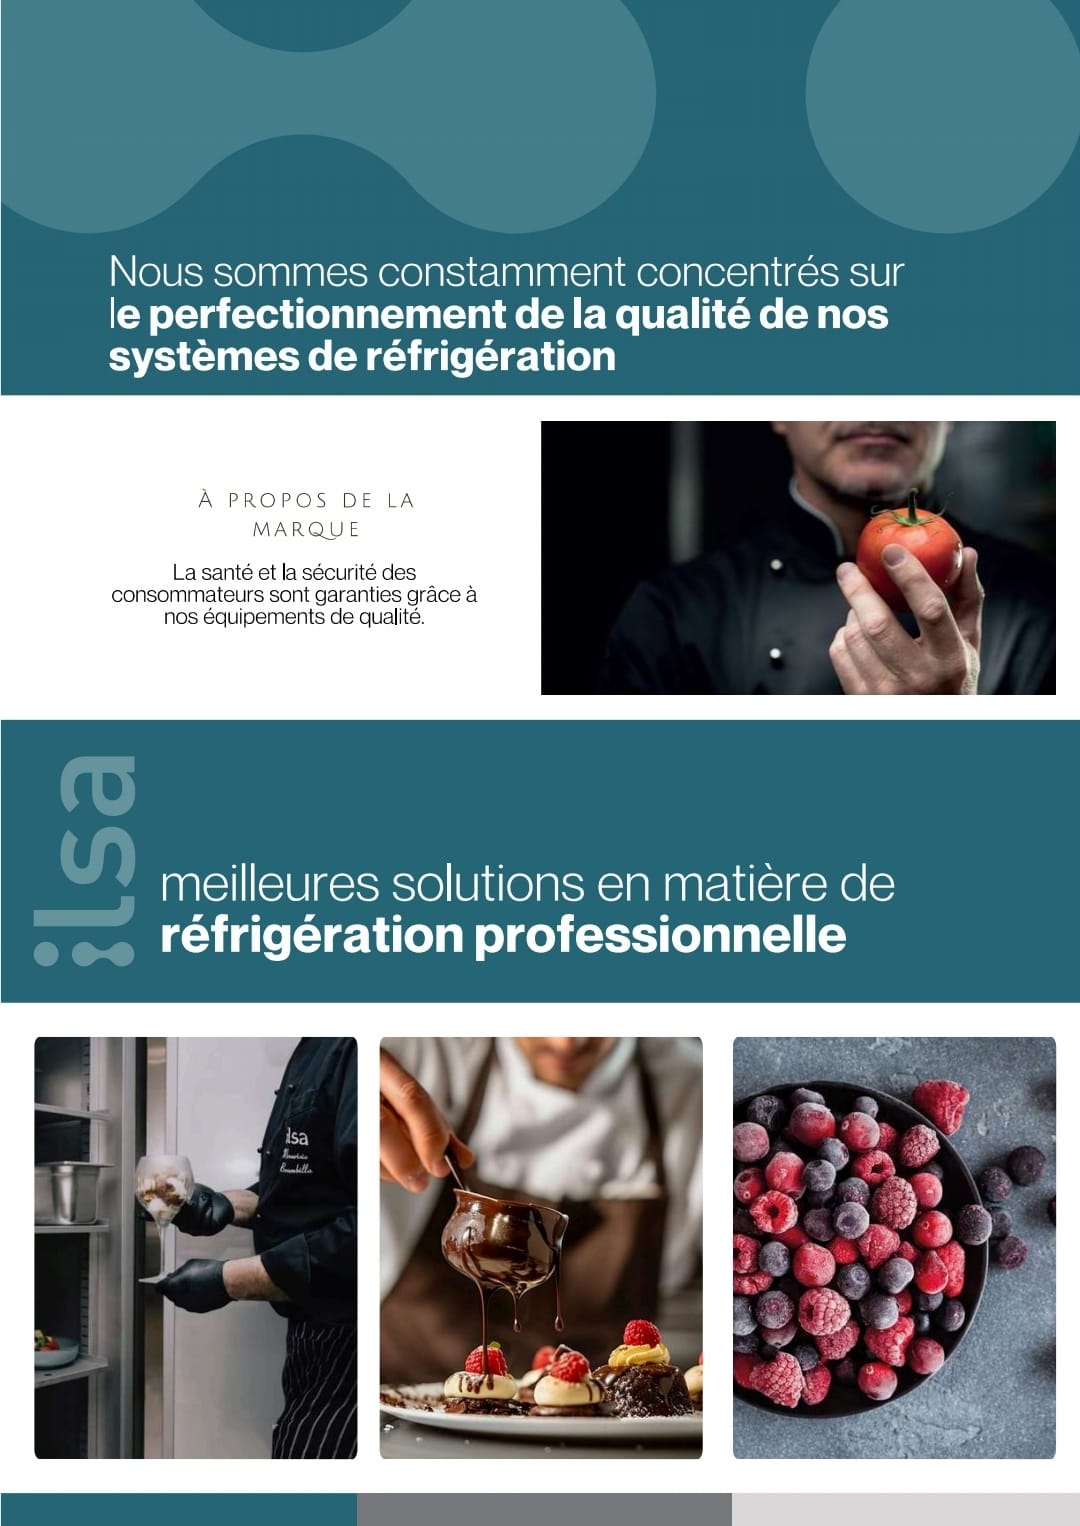 Nous sommes constamment concentrés sur
le perfectionnement de la qualité de nos
systèmes de réfrigération
À PROPOS DE LA
MARQUE
La santé et la sécurité des
consommateurs sont garanties grâce à
nos équipements de qualité.
ilsa
meilleures solutions en matière de
réfrigération professionnelle
ilsa
Maurizio
Brambilla